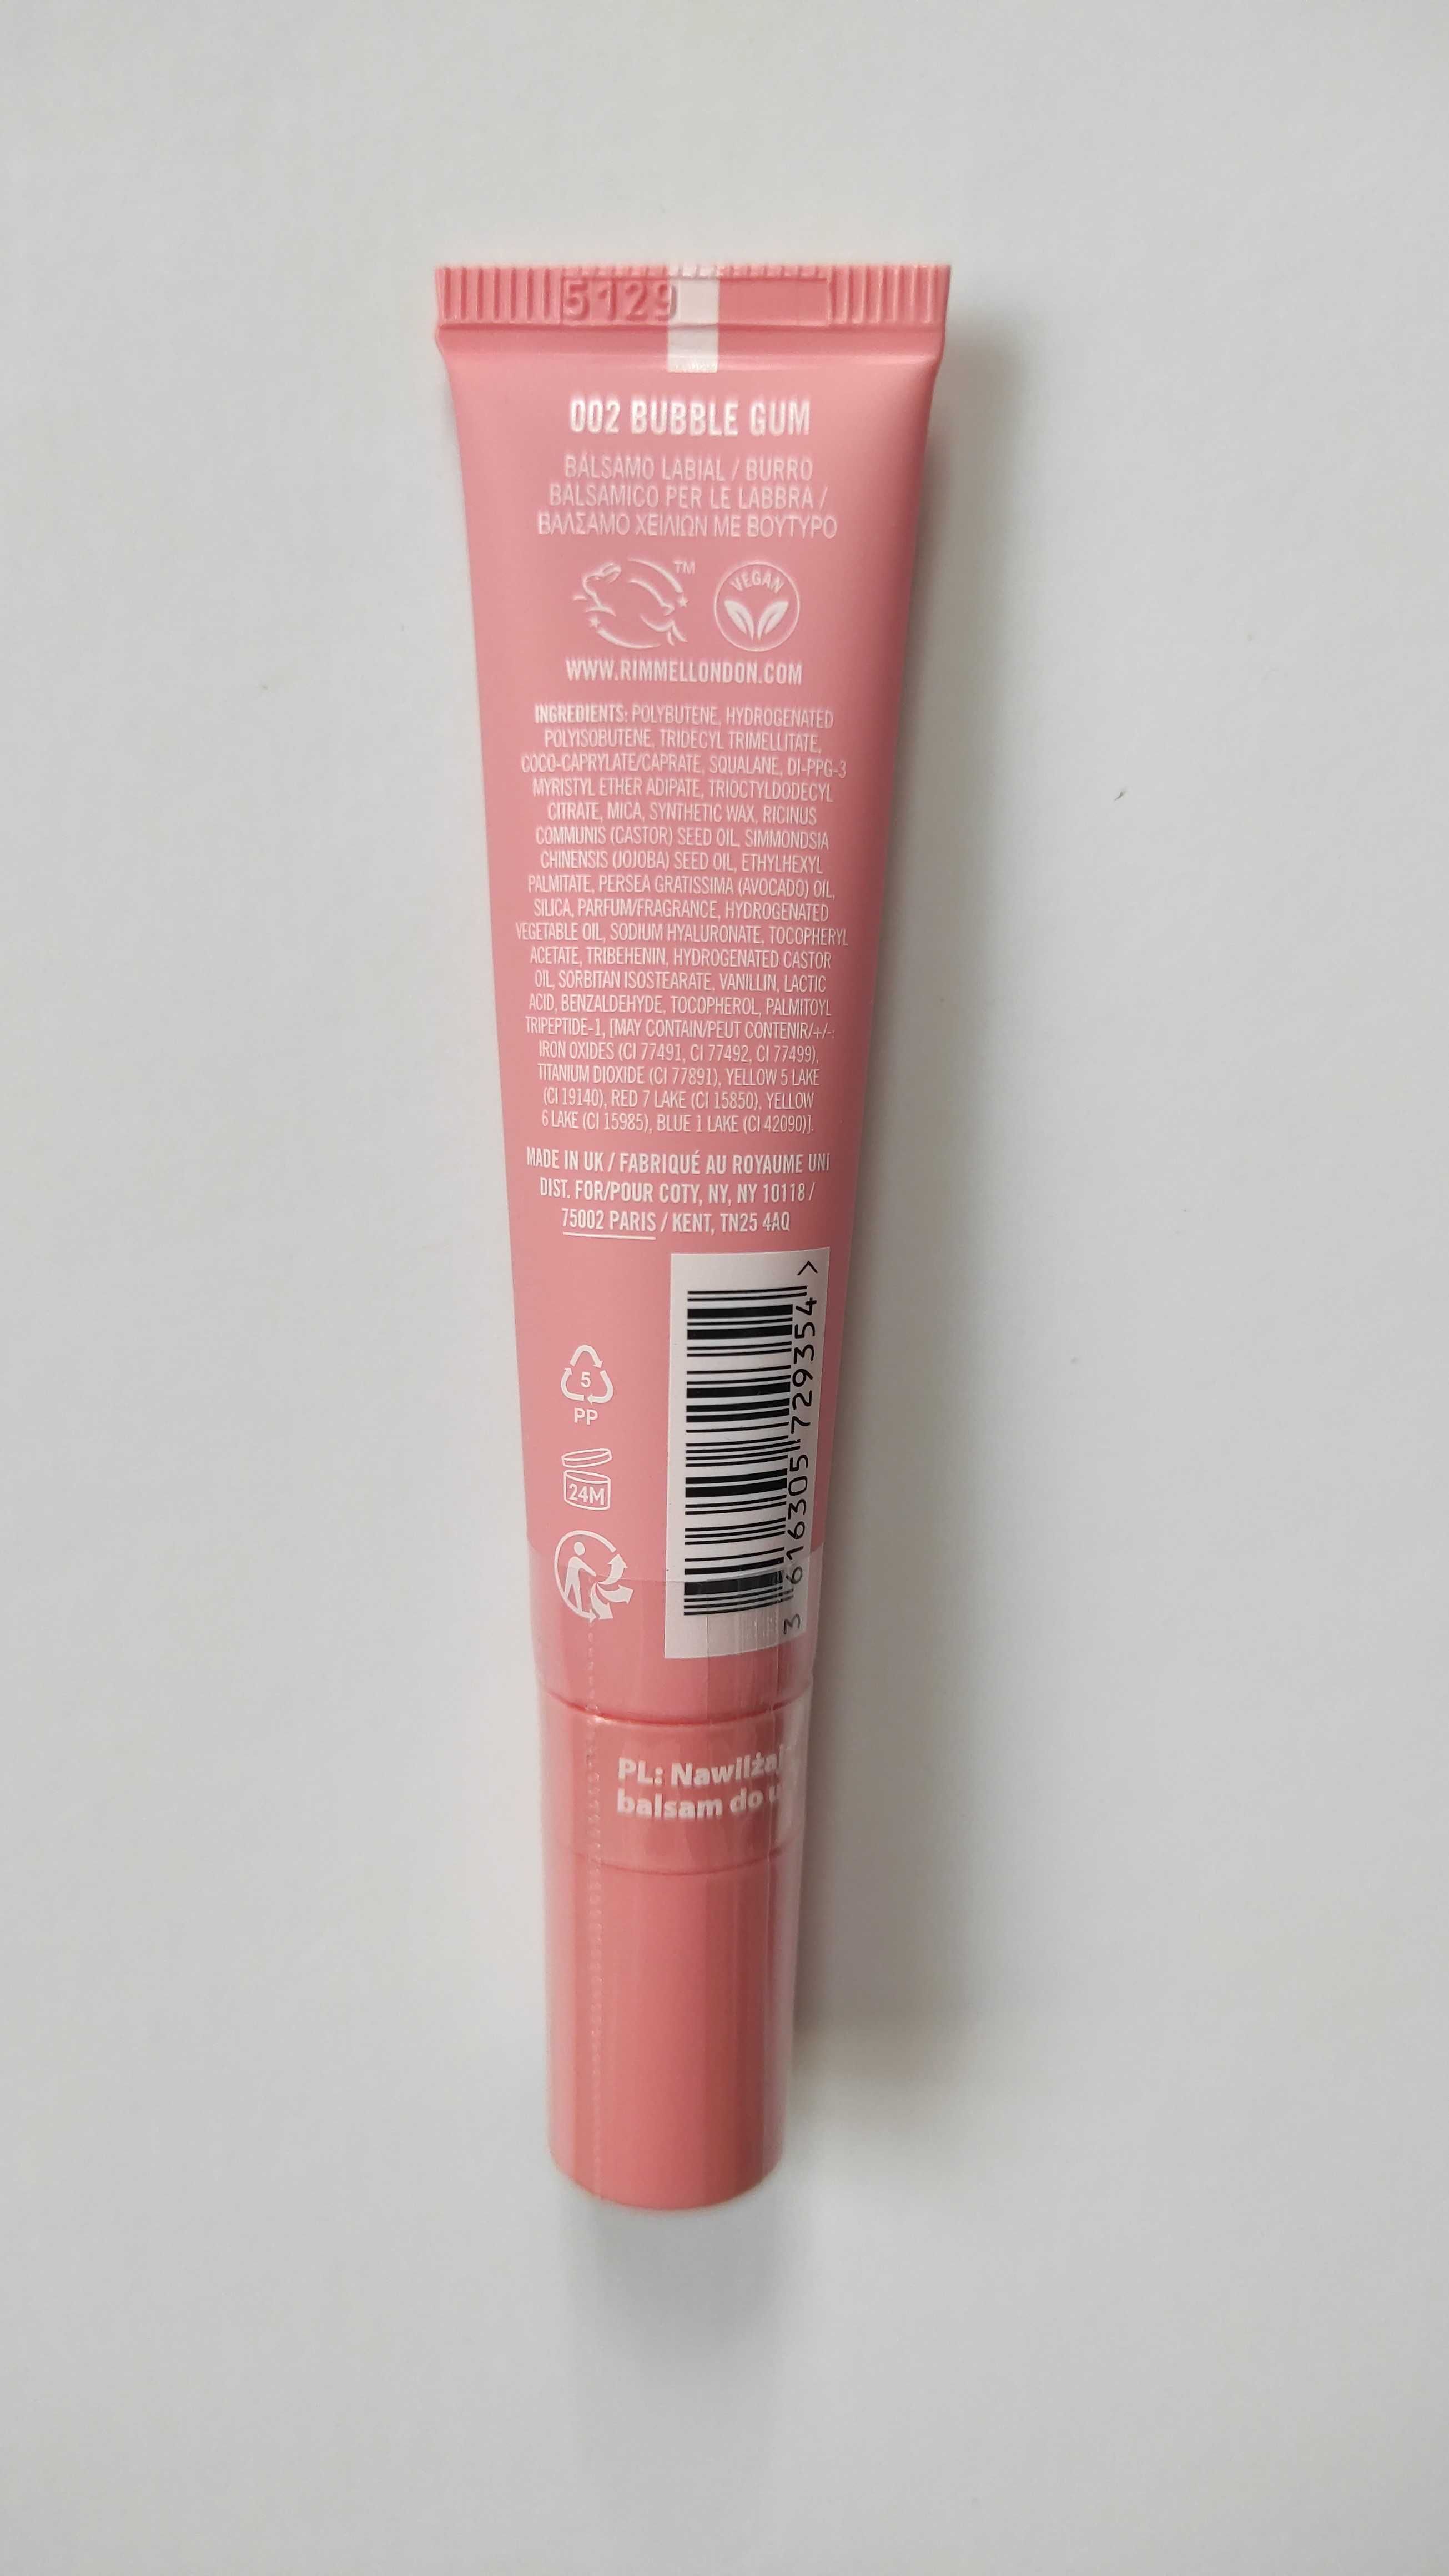 5129
002 BUBBLE GUM
BÁLSAMO LABIAL / BURRO
BALSAMICO PER LE LABBRA /
ΒΑΛΣΑΜΟ ΧΕΙΛΙΩΝ ΜΕ ΒΟΥΤΥΡΟ
TM
VEGAN
WWW.RIMMELLONDON.COM
INGREDIENTS: POLYBUTENE, HYDROGENATED
POLYISOBUTENE, TRIDECYL TRIMELLITATE,
COCO-CAPRYLATE/CAPRATE, SQUALANE, DI-PPG-3
MYRISTYL ETHER ADIPATE, TRIOCTYLDODECYL
CITRATE, MICA, SYNTHETIC WAX, RICINUS
COMMUNIS (CASTOR) SEED OIL, SIMMONDSIA
CHINENSIS (JOJOBA) SEED OIL, ETHYLHEXYL
PALMITATE, PERSEA GRATISSIMA (AVOCADO) OIL,
SILICA, PARFUM/FRAGRANCE, HYDROGENATED
VEGETABLE OIL, SODIUM HYALURONATE, TOCOPHERYL
ACETATE, TRIBEHENIN, HYDROGENATED CASTOR
OIL, SORBITAN ISOSTEARATE, VANILLIN, LACTIC
ACID, BENZALDEHYDE, TOCOPHEROL, PALMITOYL
TRIPEPTIDE-1, [MAY CONTAIN/PEUT CONTENIR/+/-:
IRON OXIDES (CI 77491, CI 77492, CI 77499),
TITANIUM DIOXIDE (CI 77891), YELLOW 5 LAKE
(CI 19140), RED 7 LAKE (CI 15850), YELLOW
6 LAKE (CI 15985), BLUE 1 LAKE (CI 42090)].
MADE IN UK / FABRIQUÉ AU ROYAUME UNI
DIST. FOR/POUR COTY, NY, NY 10118 /
75002 PARIS / KENT, TN25 4AQ
3 616305 729354 >
5
PP
24M
PL: Nawilżaj
balsam do u